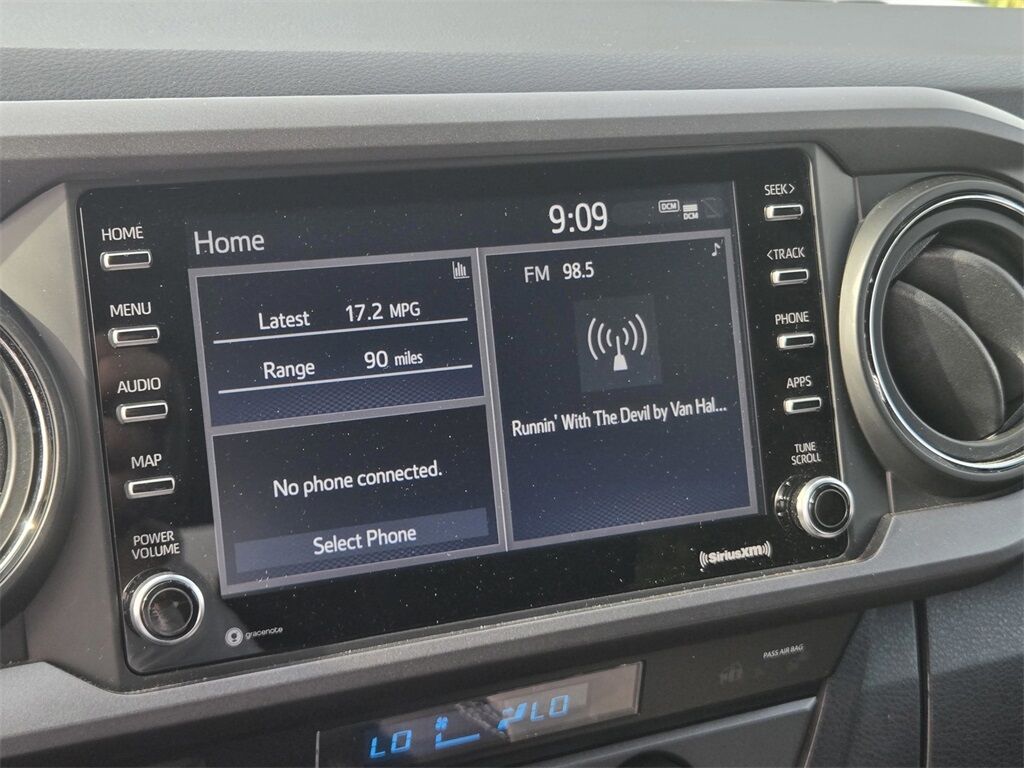 HOME
MENU
AUDIO
MAP
POWER
VOLUME
gracenote
Home
9:09
DCM
DCM
Latest 17.2 MPG
Range 90 miles
No phone connected.
Select Phone
FM 98.5
Runnin' With The Devil by Van Hal...
SEEK>
<TRACK
PHONE
APPS
TUNE
SCROLL
((SiriusXM))
PASS AIR BAG
LO LO